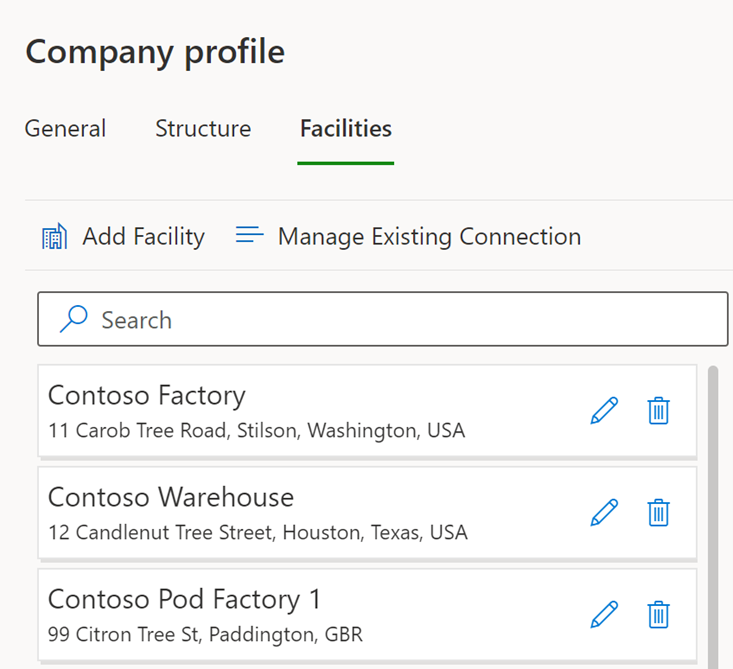 Company profile
General Structure Facilities
Add Facility Manage Existing Connection
Search
Contoso Factory
11 Carob Tree Road, Stilson, Washington, USA
Contoso Warehouse
12 Candlenut Tree Street, Houston, Texas, USA
Contoso Pod Factory 1
99 Citron Tree St, Paddington, GBR